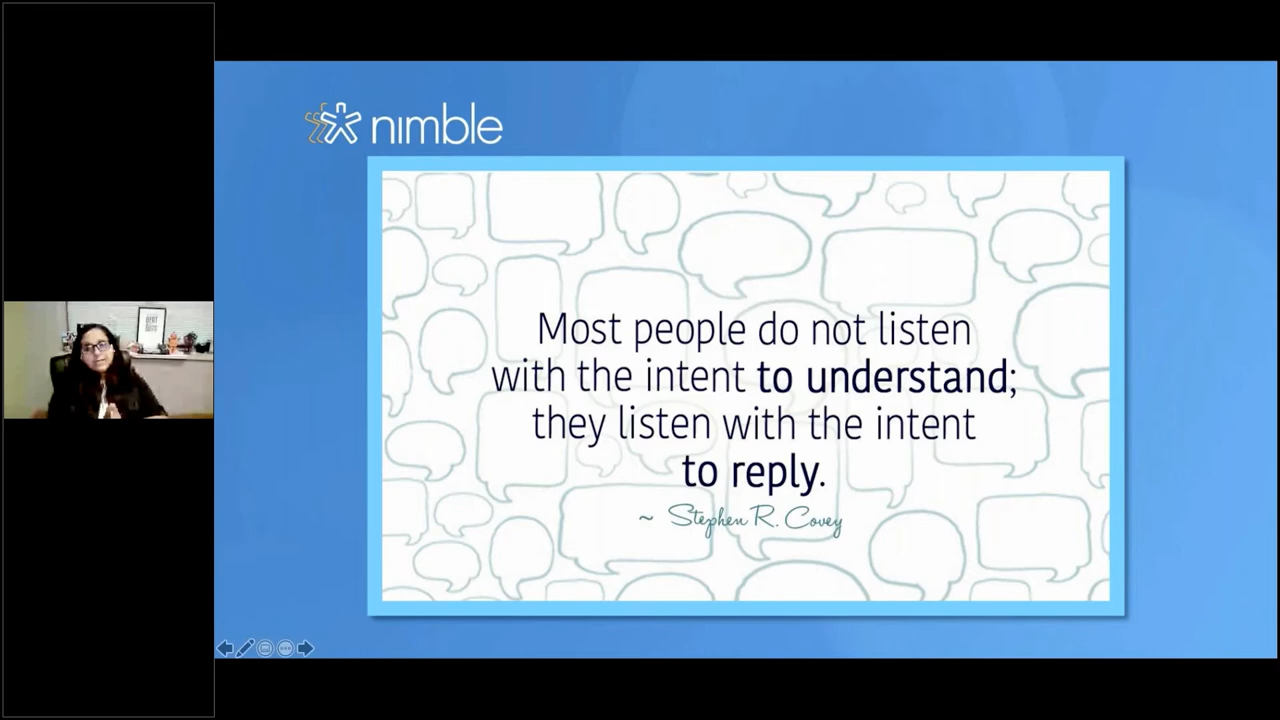 nimble
Most people do not listen
with the intent to understand;
they listen with the intent
to reply.
~ Stephen R. Covey